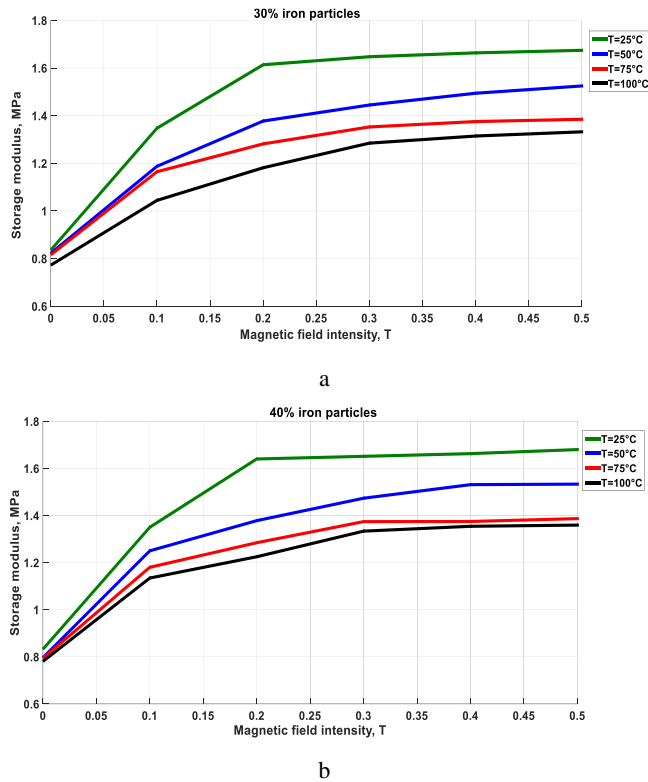 30% iron particles
1.8
1.6
1.4
1.2
1
0.8
0.6
Storage modulus, MPa
0 0.05 0.1 0.15 0.2 0.25 0.3 0.35 0.4 0.45 0.5
Magnetic field intensity, T
T=25°C
T=50°C
T=75°C
T=100°C
a
40% iron particles
1.8
1.6
1.4
1.2
1
0.8
0.6
Storage modulus, MPa
0 0.05 0.1 0.15 0.2 0.25 0.3 0.35 0.4 0.45 0.5
Magnetic field intensity, T
T=25°C
T=50°C
T=75°C
T=100°C
b